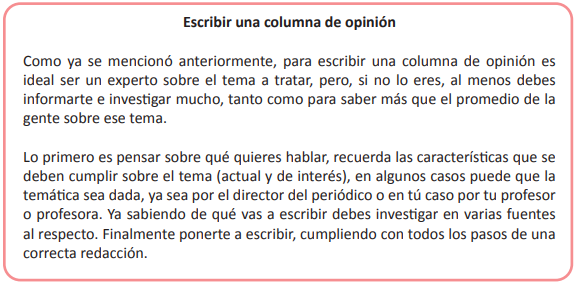 Escribir una columna de opinión
Como ya se mencionó anteriormente, para escribir una columna de opinión es
ideal ser un experto sobre el tema a tratar, pero, si no lo eres, al menos debes
informarte e investigar mucho, tanto como para saber más que el promedio de la
gente sobre ese tema.
Lo primero es pensar sobre qué quieres hablar, recuerda las características que se
deben cumplir sobre el tema (actual y de interés), en algunos casos puede que la
temática sea dada, ya sea por el director del periódico o en tú caso por tu profesor
o profesora. Ya sabiendo de qué vas a escribir debes investigar en varias fuentes
al respecto. Finalmente ponerte a escribir, cumpliendo con todos los pasos de una
correcta redacción.